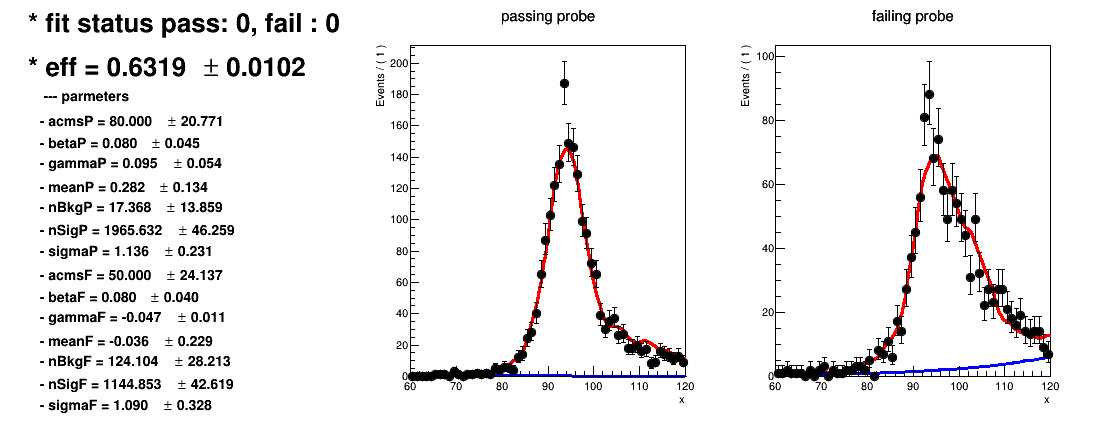 * fit status pass: 0, fail : 0
* eff = 0.6319 ± 0.0102
--- parmeters
- acmsP = 80.000 ± 20.771
- betaP = 0.080 ± 0.045
- gammaP = 0.095 ± 0.054
- meanP = 0.282 ± 0.134
- nBkgP = 17.368 ± 13.859
- nSigP = 1965.632 ± 46.259
- sigmaP = 1.136 ± 0.231
- acmsF = 50.000 ± 24.137
- betaF = 0.080 ± 0.040
- gammaF = -0.047 ± 0.011
- meanF = -0.036 ± 0.229
- nBkgF = 124.104 ± 28.213
- nSigF = 1144.853 ± 42.619
- sigmaF = 1.090 ± 0.328
passing probe
Events / ( 1 )
200
180
160
140
120
100
80
60
40
20
0
60 70 80 90 100 110 120
x
failing probe
Events / ( 1 )
100
80
60
40
20
0
60 70 80 90 100 110 120
x